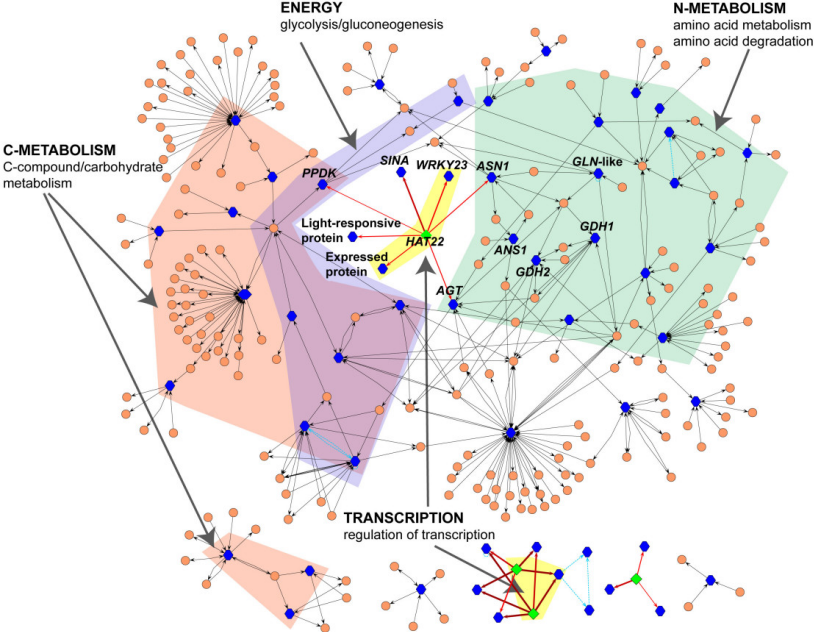 ENERGY
glycolysis/gluconeogenesis
N-METABOLISM
amino acid metabolism
amino acid degradation
C-METABOLISM
C-compound/carbohydrate
metabolism
PPDK
SINA
WRKY23
ASN1
GLN-like
Light-responsive
protein
HAT22
Expressed
protein
ANS1
GDH1
GDH2
AGT
TRANSCRIPTION
regulation of transcription